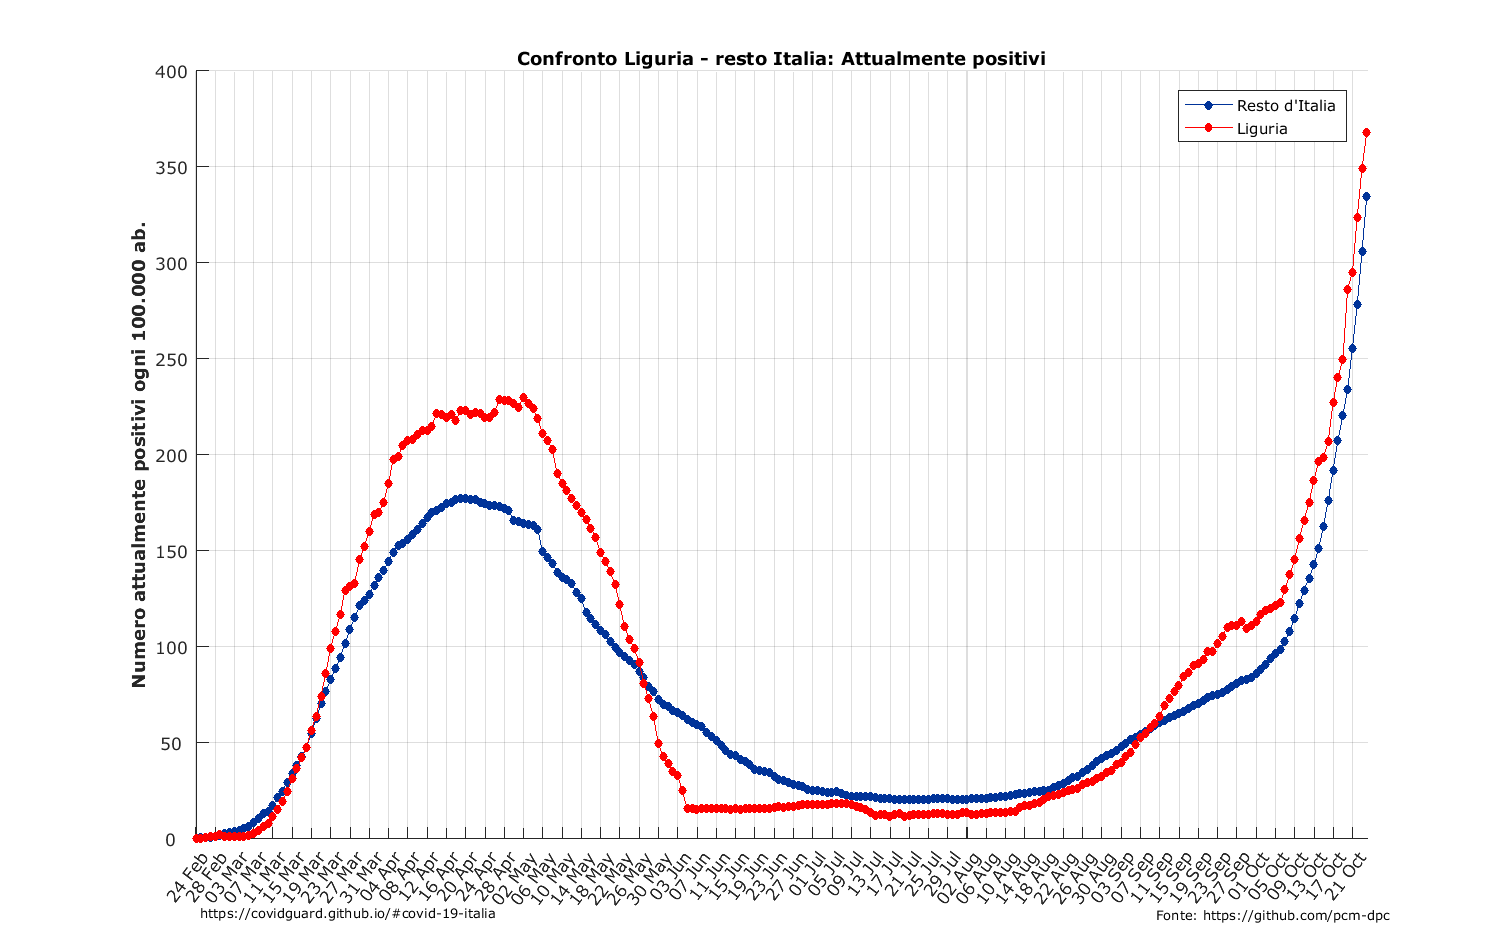 Confronto Liguria - resto Italia: Attualmente positivi
Resto d'Italia
Liguria
Numero attualmente positivi ogni 100.000 ab.
400
350
300
250
200
150
100
50
0
24 Feb
28 Feb
03 Mar
07 Mar
11 Mar
15 Mar
19 Mar
23 Mar
27 Mar
31 Mar
04 Apr
08 Apr
12 Apr
16 Apr
20 Apr
24 Apr
28 Apr
02 May
06 May
10 May
14 May
18 May
22 May
26 May
30 May
03 Jun
07 Jun
11 Jun
15 Jun
19 Jun
23 Jun
27 Jun
01 Jul
05 Jul
09 Jul
13 Jul
17 Jul
21 Jul
25 Jul
29 Jul
02 Aug
06 Aug
10 Aug
14 Aug
18 Aug
22 Aug
26 Aug
30 Aug
03 Sep
07 Sep
11 Sep
15 Sep
19 Sep
23 Sep
27 Sep
01 Oct
05 Oct
09 Oct
13 Oct
17 Oct
21 Oct
https://covidguard.github.io/#covid-19-italia
Fonte: https://github.com/pcm-dpc